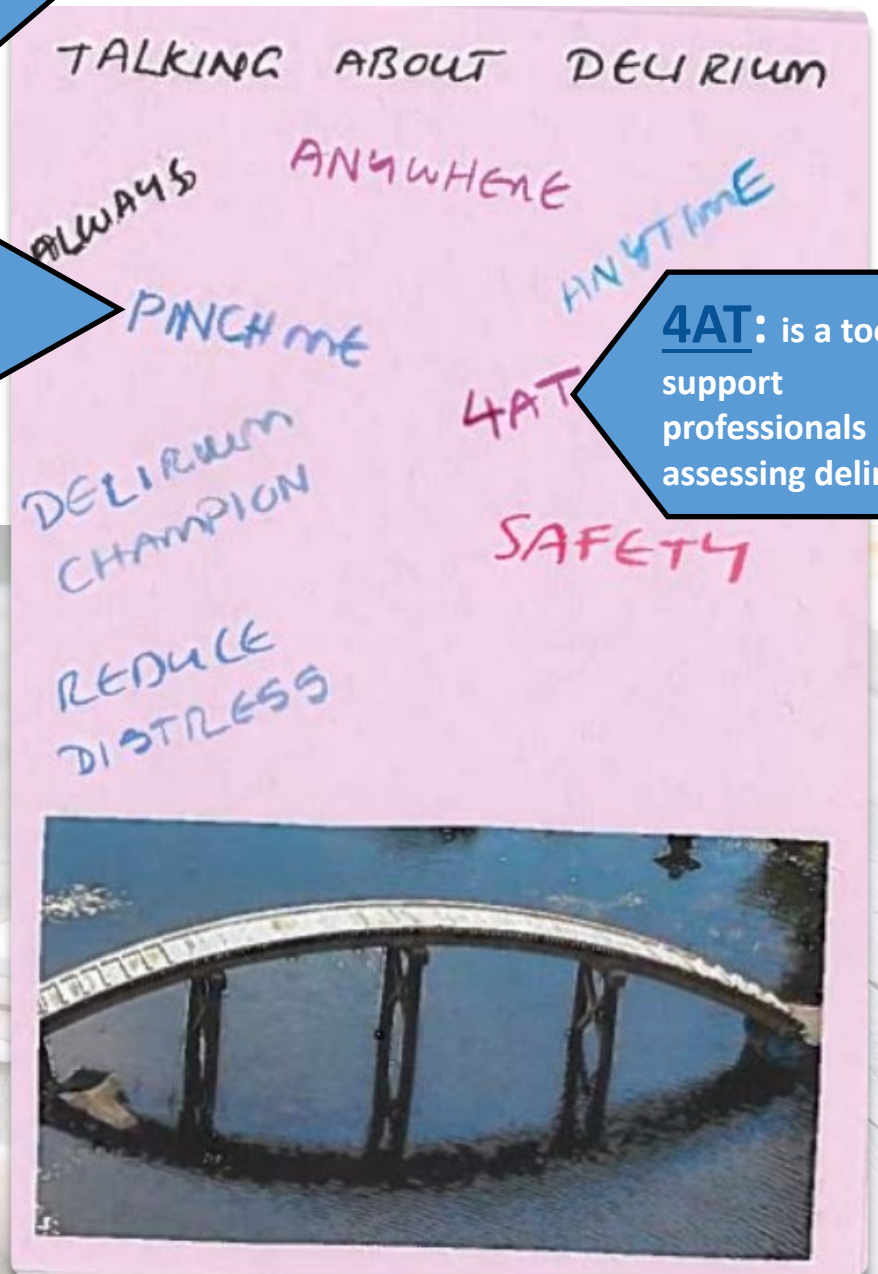 TALKING ABOUT DELIRIUM
ANYWHERE
ALWAYS
ANYTIME
PINCH ME
4AT
4AT: is a too
support
professionals
assessing deli
DELIRIUM
CHAMPION
SAFETY
REDUCE
DISTRESS